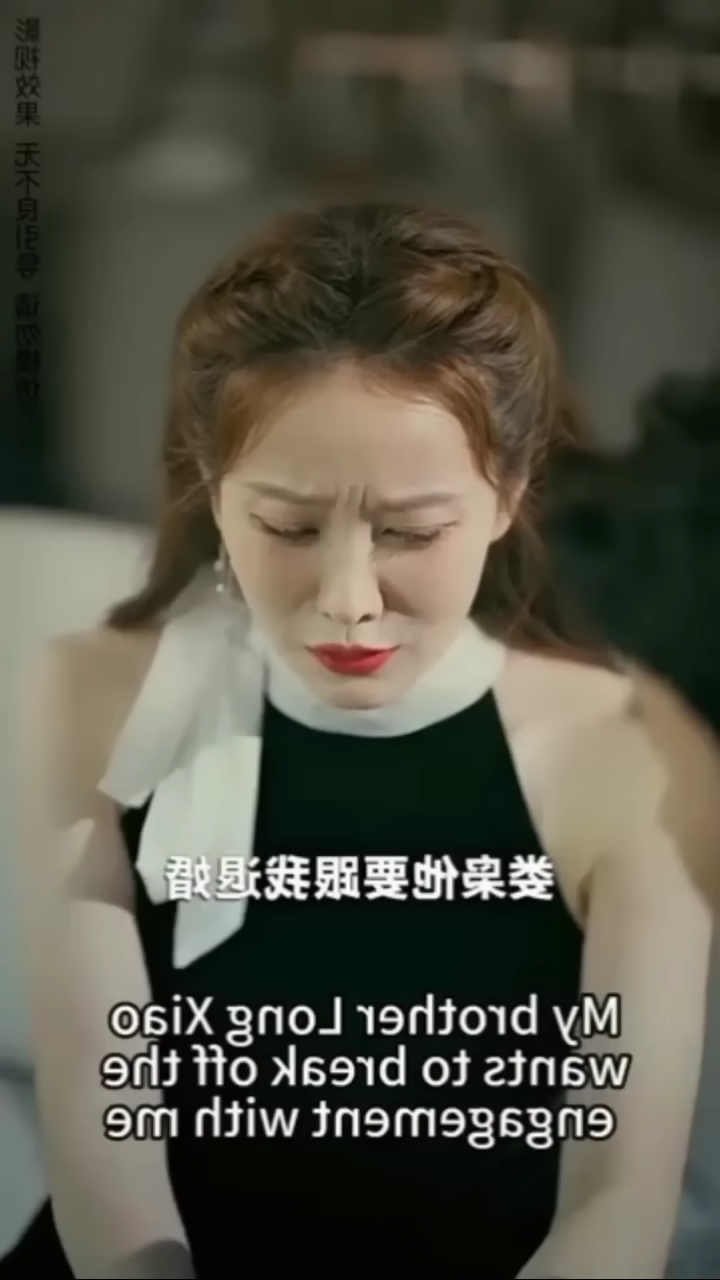 影视效果 无不良引导 请勿模仿
娄枭他要跟我退婚
My brother Long Xiao
wants to break off the
engagement with me